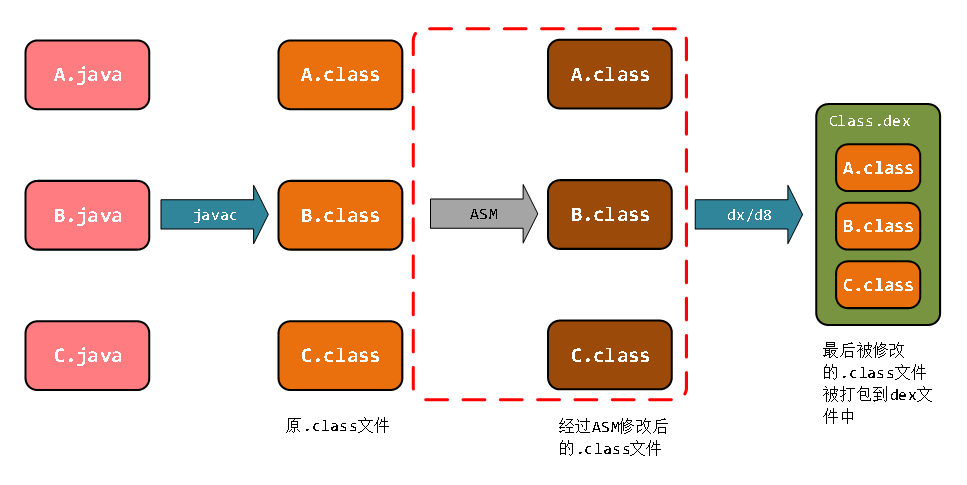 A.java
A.class
A.class
Class.dex
A.class
B.java
javac
B.class
ASM
B.class
dx/d8
B.class
C.class
C.java
C.class
C.class
原.class文件
经过ASM修改后
的.class文件
最后被修改
的.class文件
被打包到dex文
件中